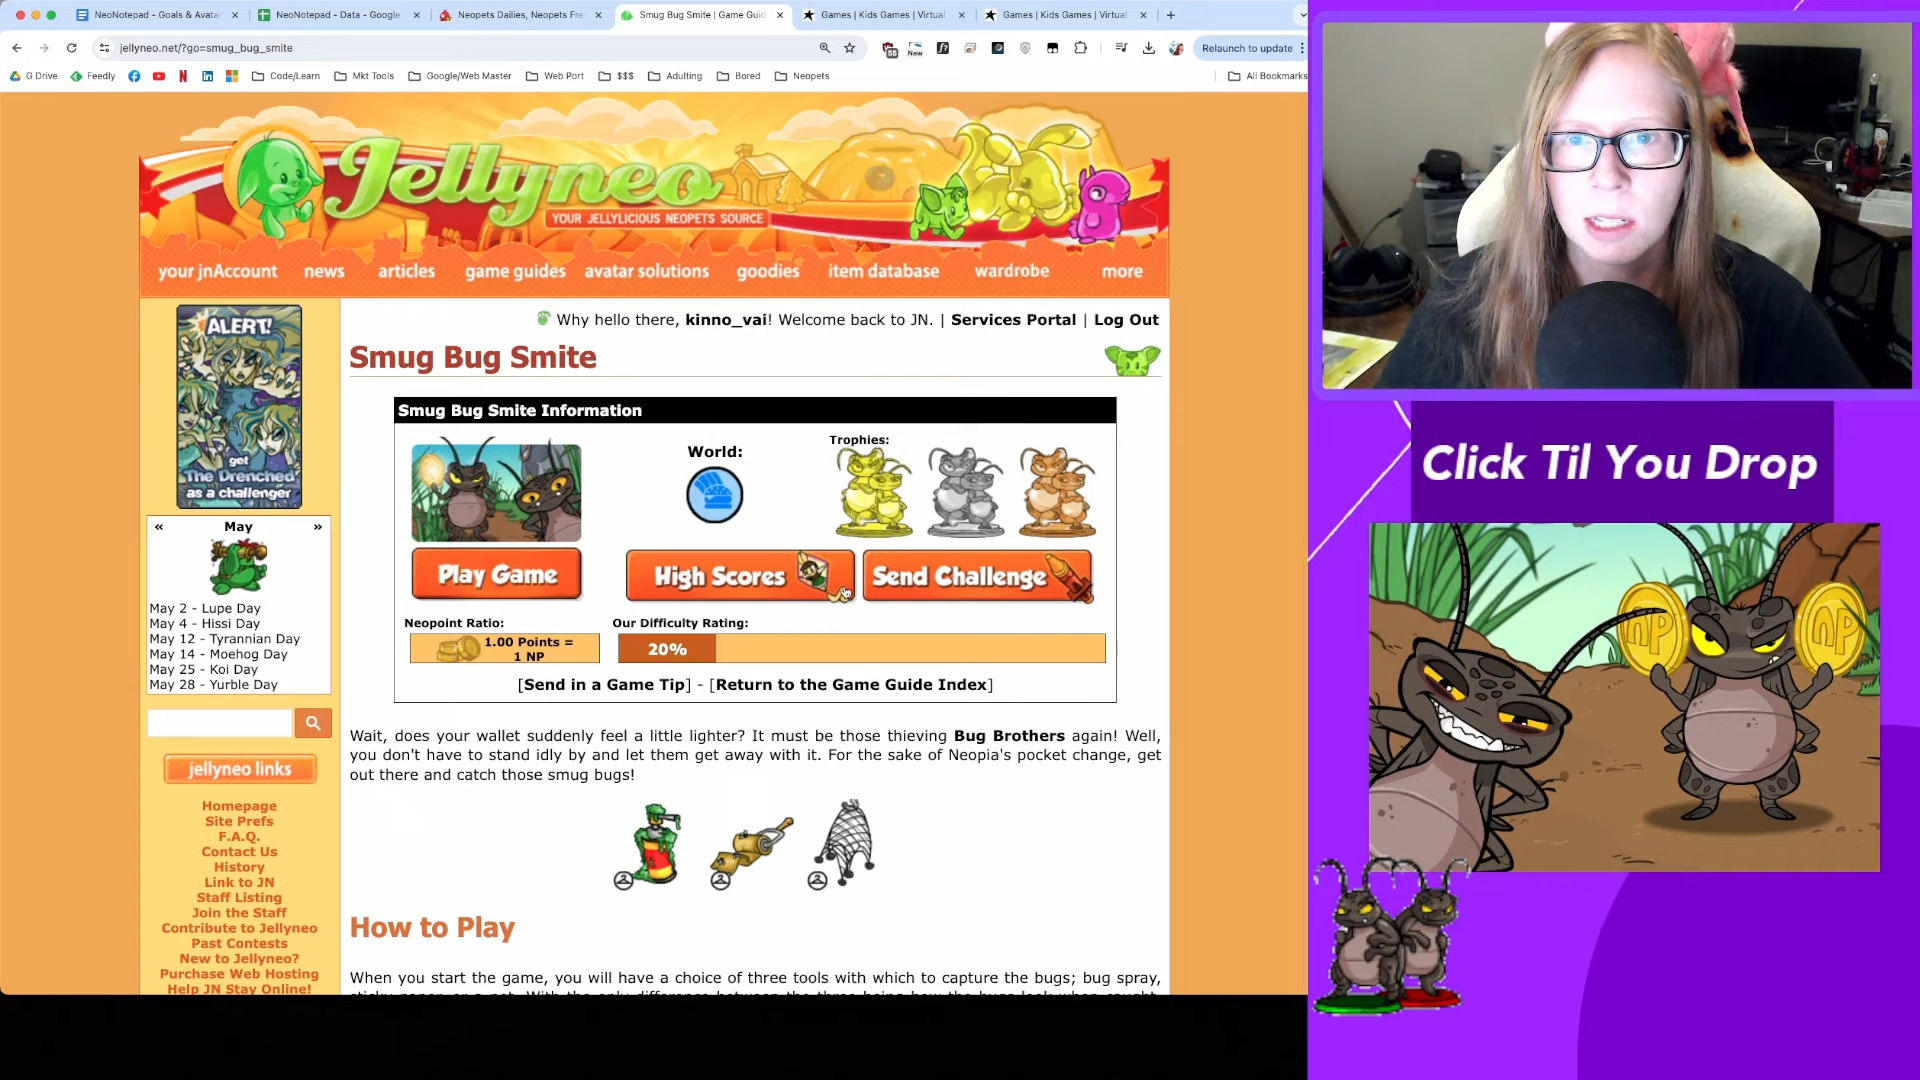 NeoNotepad - Goals & Avata
NeoNotepad - Data - Google
Neopets Dailies, Neopets Fre
Smug Bug Smite | Game Gui
Games | Kids Games | Virtual
Games | Kids Games | Virtual
jellyneo.net/?go=smug_bug_smite
New
Relaunch to update
G Drive
Feedly
Code/Learn
Mkt Tools
Google/Web Master
Web Port
$$$
Adulting
Bored
Neopets
All Bookmarks
Jellyneo
YOUR JELLYLICIOUS NEOPETS SOURCE
your jnAccount
news
articles
game guides
avatar solutions
goodies
item database
wardrobe
more
ALERT!
get
The Drenched
as a challenger
« May »
May 2 - Lupe Day
May 4 - Hissi Day
May 12 - Tyrannian Day
May 14 - Moehog Day
May 25 - Koi Day
May 28 - Yurble Day
jellyneo links
Homepage
Site Prefs
F.A.Q.
Contact Us
History
Link to JN
Staff Listing
Join the Staff
Contribute to Jellyneo
Past Contests
New to Jellyneo?
Purchase Web Hosting
Help JN Stay Online!
Why hello there, kinno_vai! Welcome back to JN. | Services Portal | Log Out
Smug Bug Smite
Smug Bug Smite Information
World:
Trophies:
Play Game
High Scores
Send Challenge
Neopoint Ratio:
1.00 Points =
1 NP
Our Difficulty Rating:
20%
[Send in a Game Tip] - [Return to the Game Guide Index]
Wait, does your wallet suddenly feel a little lighter? It must be those thieving Bug Brothers again! Well,
you don't have to stand idly by and let them get away with it. For the sake of Neopia's pocket change, get
out there and catch those smug bugs!
How to Play
When you start the game, you will have a choice of three tools with which to capture the bugs; bug spray,
Click Til You Drop
NP
NP